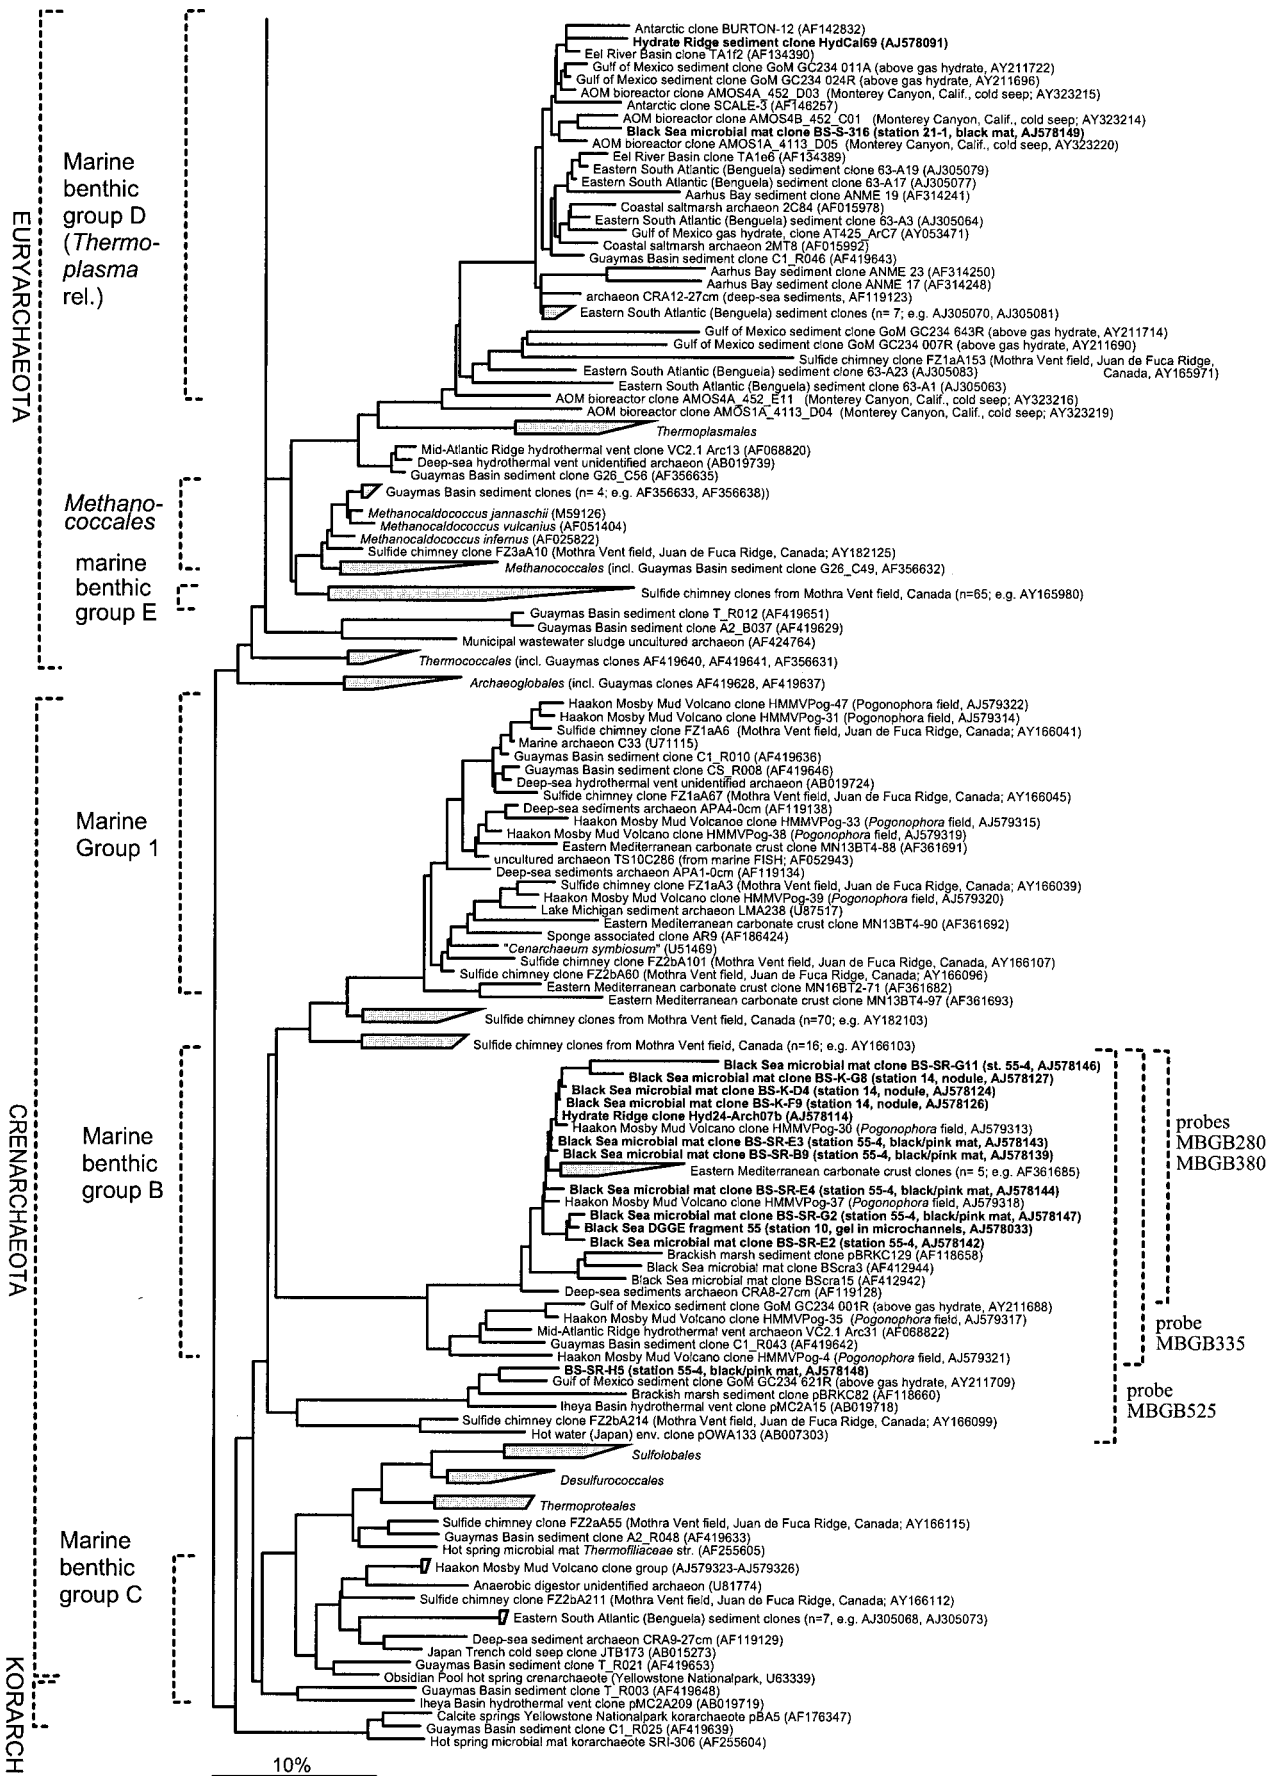 EURYARCHAEOTA
Marine
benthic
group D
(Thermo-
plasma
rel.)
Antarctic clone BURTON-12 (AF142832)
Hydrate Ridge sediment clone HydCal69 (AJ578091)
Eel River Basin clone TA1f2 (AF134390)
Gulf of Mexico sediment clone GoM GC234 011A (above gas hydrate, AY211722)
Gulf of Mexico sediment clone GoM GC234 024R (above gas hydrate, AY211696)
AOM bioreactor clone AMOS4A_452_D03 (Monterey Canyon, Calif., cold seep; AY323215)
Antarctic clone SCALE-3 (AF146257)
AOM bioreactor clone AMOS4B_452_C01 (Monterey Canyon, Calif., cold seep; AY323214)
Black Sea microbial mat clone BS-S-316 (station 21-1, black mat, AJ578149)
AOM bioreactor clone AMOS1A_4113_D05 (Monterey Canyon, Calif., cold seep, AY323220)
Eel River Basin clone TA1e6 (AF134389)
Eastern South Atlantic (Benguela) sediment clone 63-A19 (AJ305079)
Eastern South Atlantic (Benguela) sediment clone 63-A17 (AJ305077)
Aarhus Bay sediment clone ANME 19 (AF314241)
Coastal saltmarsh archaeon 2C84 (AF015978)
Eastern South Atlantic (Benguela) sediment clone 63-A3 (AJ305064)
Gulf of Mexico gas hydrate, clone AT425_ArC7 (AY053471)
Coastal saltmarsh archaeon 2MT8 (AF015992)
Guaymas Basin sediment clone C1_R046 (AF419643)
Aarhus Bay sediment clone ANME 23 (AF314250)
Aarhus Bay sediment clone ANME 17 (AF314248)
archaeon CRA12-27cm (deep-sea sediments, AF119123)
Eastern South Atlantic (Benguela) sediment clones (n= 7; e.g. AJ305070, AJ305081)
Gulf of Mexico sediment clone GoM GC234 643R (above gas hydrate, AY211714)
Gulf of Mexico sediment clone GoM GC234 007R (above gas hydrate, AY211690)
Sulfide chimney clone FZ1aA153 (Mothra Vent field, Juan de Fuca Ridge,
Canada, AY165971)
Eastern South Atlantic (Benguela) sediment clone 63-A23 (AJ305083)
Eastern South Atlantic (Benguela) sediment clone 63-A1 (AJ305063)
AOM bioreactor clone AMOS4A_452_E11 (Monterey Canyon, Calif., cold seep; AY323216)
AOM bioreactor clone AMOS1A_4113_D04 (Monterey Canyon, Calif., cold seep; AY323219)
Thermoplasmales
Mid-Atlantic Ridge hydrothermal vent clone VC2.1 Arc13 (AF068820)
Deep-sea hydrothermal vent unidentified archaeon (AB019739)
Guaymas Basin sediment clone G26_C56 (AF356635)
Methano-
coccales
Guaymas Basin sediment clones (n= 4; e.g. AF356633, AF356638))
Methanocaldococcus jannaschii (M59126)
Methanocaldococcus vulcanius (AF051404)
Methanocaldococcus infernus (AF025822)
Sulfide chimney clone FZ3aA10 (Mothra Vent field, Juan de Fuca Ridge, Canada; AY182125)
Methanococcales (incl. Guaymas Basin sediment clone G26_C49, AF356632)
marine
benthic
group E
Sulfide chimney clones from Mothra Vent field, Canada (n=65; e.g. AY165980)
Guaymas Basin sediment clone T_R012 (AF419651)
Guaymas Basin sediment clone A2_B037 (AF419629)
Municipal wastewater sludge uncultured archaeon (AF424764)
Thermococcales (incl. Guaymas clones AF419640, AF419641, AF356631)
Archaeoglobales (incl. Guaymas clones AF419628, AF419637)
CRENARCHAEOTA
Marine
Group 1
Haakon Mosby Mud Volcano clone HMMVPog-47 (Pogonophora field, AJ579322)
Haakon Mosby Mud Volcano clone HMMVPog-31 (Pogonophora field, AJ579314)
Sulfide chimney clone FZ1aA6 (Mothra Vent field, Juan de Fuca Ridge, Canada; AY166041)
Marine archaeon C33 (U71115)
Guaymas Basin sediment clone C1_R010 (AF419636)
Guaymas Basin sediment clone CS_R008 (AF419646)
Deep-sea hydrothermal vent unidentified archaeon (AB019724)
Sulfide chimney clone FZ1aA67 (Mothra Vent field, Juan de Fuca Ridge, Canada; AY166045)
Deep-sea sediments archaeon APA4-0cm (AF119138)
Haakon Mosby Mud Volcanoe clone HMMVPog-33 (Pogonophora field, AJ579315)
Haakon Mosby Mud Volcano clone HMMVPog-38 (Pogonophora field, AJ579319)
Eastern Mediterranean carbonate crust clone MN13BT4-88 (AF361691)
uncultured archaeon TS10C286 (from marine FISH; AF052943)
Deep-sea sediments archaeon APA1-0cm (AF119134)
Sulfide chimney clone FZ1aA3 (Mothra Vent field, Juan de Fuca Ridge, Canada; AY166039)
Haakon Mosby Mud Volcano clone HMMVPog-39 (Pogonophora field, AJ579320)
Lake Michigan sediment archaeon LMA238 (U87517)
Eastern Mediterranean carbonate crust clone MN13BT4-90 (AF361692)
Sponge associated clone AR9 (AF186424)
"Cenarchaeum symbiosum" (U51469)
Sulfide chimney clone FZ2bA101 (Mothra Vent field, Juan de Fuca Ridge, Canada, AY166107)
Sulfide chimney clone FZ2bA60 (Mothra Vent field, Juan de Fuca Ridge, Canada; AY166096)
Eastern Mediterranean carbonate crust clone MN16BT2-71 (AF361682)
Eastern Mediterranean carbonate crust clone MN13BT4-97 (AF361693)
Sulfide chimney clones from Mothra Vent field, Canada (n=70; e.g. AY182103)
Sulfide chimney clones from Mothra Vent field, Canada (n=16; e.g. AY166103)
Marine
benthic
group B
Black Sea microbial mat clone BS-SR-G11 (st. 55-4, AJ578146)
Black Sea microbial mat clone BS-K-G8 (station 14, nodule, AJ578127)
Black Sea microbial mat clone BS-K-D4 (station 14, nodule, AJ578124)
Black Sea microbial mat clone BS-K-F9 (station 14, nodule, AJ578126)
Hydrate Ridge clone Hyd24-Arch07b (AJ578114)
Haakon Mosby Mud Volcano clone HMMVPog-30 (Pogonophora field, AJ579313)
Black Sea microbial mat clone BS-SR-E3 (station 55-4, black/pink mat, AJ578143)
Black Sea microbial mat clone BS-SR-B9 (station 55-4, black/pink mat, AJ578139)
Eastern Mediterranean carbonate crust clones (n= 5; e.g. AF361685)
Black Sea microbial mat clone BS-SR-E4 (station 55-4, black/pink mat, AJ578144)
Haakon Mosby Mud Volcano clone HMMVPog-37 (Pogonophora field, AJ579318)
Black Sea microbial mat clone BS-SR-G2 (station 55-4, black/pink mat, AJ578147)
Black Sea DGGE fragment 55 (station 10, gel in microchannels, AJ578033)
Black Sea microbial mat clone BS-SR-E2 (station 55-4, AJ578142)
Brackish marsh sediment clone pBRKC129 (AF118658)
Black Sea microbial mat clone BScra3 (AF412944)
Black Sea microbial mat clone BScra15 (AF412942)
Deep-sea sediments archaeon CRA8-27cm (AF119128)
Gulf of Mexico sediment clone GoM GC234 001R (above gas hydrate, AY211688)
Haakon Mosby Mud Volcano clone HMMVPog-35 (Pogonophora field, AJ579317)
Mid-Atlantic Ridge hydrothermal vent archaeon VC2.1 Arc31 (AF068822)
Guaymas Basin sediment clone C1_R043 (AF419642)
Haakon Mosby Mud Volcano clone HMMVPog-4 (Pogonophora field, AJ579321)
BS-SR-H5 (station 55-4, black/pink mat, AJ578148)
Gulf of Mexico sediment clone GoM GC234 621R (above gas hydrate, AY211709)
Brackish marsh sediment clone pBRKC82 (AF118660)
Iheya Basin hydrothermal vent clone pMC2A15 (AB019718)
Sulfide chimney clone FZ2bA214 (Mothra Vent field, Juan de Fuca Ridge, Canada; AY166099)
Hot water (Japan) env. clone pOWA133 (AB007303)
probes
MBGB280
MBGB380
probe
MBGB335
probe
MBGB525
Sulfolobales
Desulfurococcales
Thermoproteales
Sulfide chimney clone FZ2aA55 (Mothra Vent field, Juan de Fuca Ridge, Canada; AY166115)
Guaymas Basin sediment clone A2_R048 (AF419633)
Hot spring microbial mat Thermofiliaceae str. (AF255605)
Marine
benthic
group C
Haakon Mosby Mud Volcano clone group (AJ579323-AJ579326)
Anaerobic digestor unidentified archaeon (U81774)
Sulfide chimney clone FZ2bA211 (Mothra Vent field, Juan de Fuca Ridge, Canada; AY166112)
Eastern South Atlantic (Benguela) sediment clones (n=7, e.g. AJ305068, AJ305073)
Deep-sea sediment archaeon CRA9-27cm (AF119129)
Japan Trench cold seep clone JTB173 (AB015273)
Guaymas Basin sediment clone T_R021 (AF419653)
Obsidian Pool hot spring crenarchaeote (Yellowstone Nationalpark, U63339)
Guaymas Basin sediment clone T_R003 (AF419648)
Iheya Basin hydrothermal vent clone pMC2A209 (AB019719)
KORARCH
Calcite springs Yellowstone Nationalpark korarchaeote pBA5 (AF176347)
Guaymas Basin sediment clone C1_R025 (AF419639)
Hot spring microbial mat korarchaeote SRI-306 (AF255604)
10%